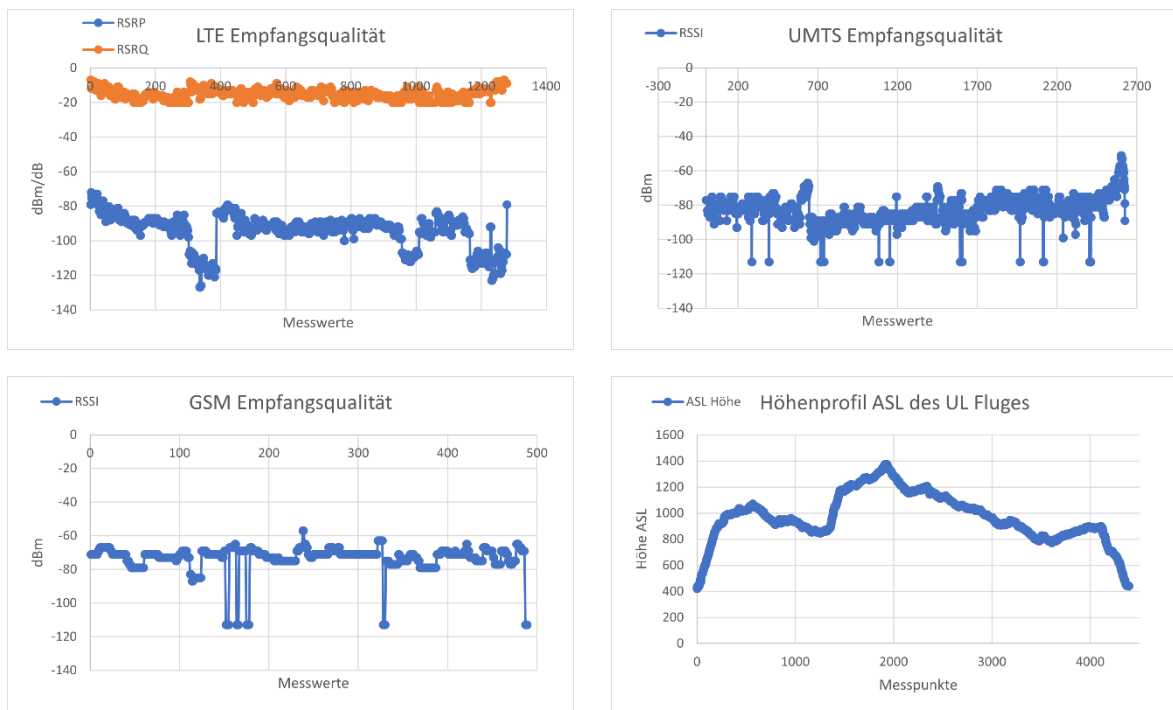 LTE Empfangsqualität
RSRP
RSRQ
0
-20
-40
-60
-80
-100
-120
-140
0 200 400 600 800 1000 1200 1400
dBm/dB
Messwerte
UMTS Empfangsqualität
RSSI
0
-20
-40
-60
-80
-100
-120
-140
-300 200 700 1200 1700 2200 2700
dBm
Messwerte
GSM Empfangsqualität
RSSI
0
-20
-40
-60
-80
-100
-120
-140
0 100 200 300 400 500
dBm
Messwerte
Höhenprofil ASL des UL Fluges
ASL Höhe
1600
1400
1200
1000
800
600
400
200
0
0 1000 2000 3000 4000
Höhe ASL
Messpunkte